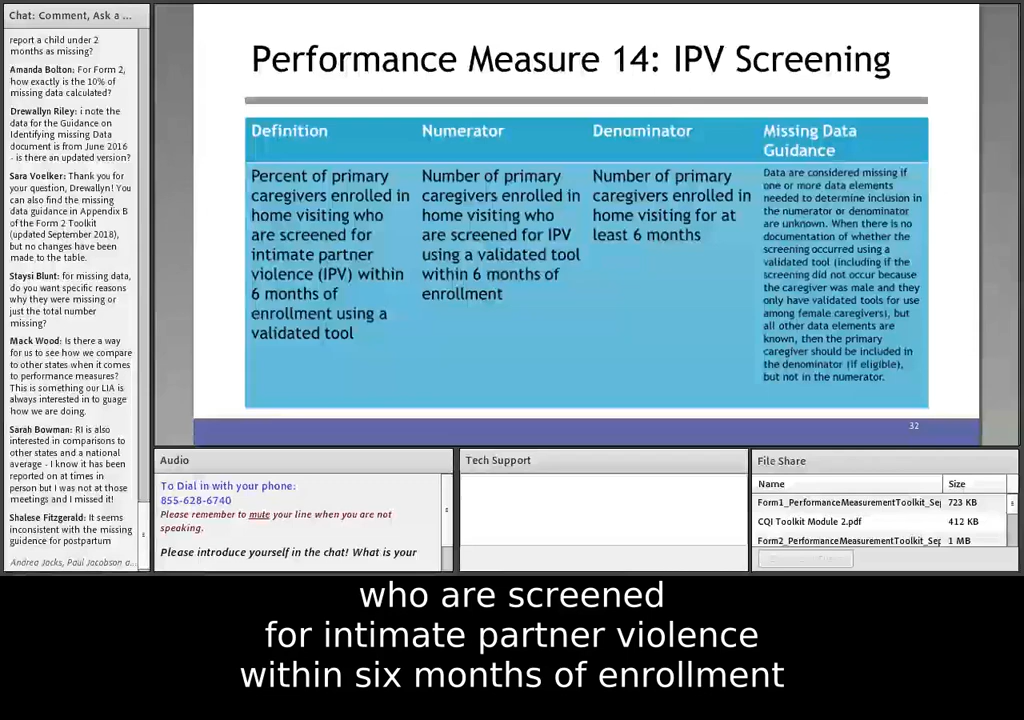 Chat: Comment, Ask a ...
report a child under 2
months as missing?
Amanda Bolton: For Form 2,
how exactly is the 10% of
missing data calculated?
Drewallyn Riley: i note the
data for the Guidance on
Identifying missing Data
document is from June 2016
- is there an updated version?
Sara Voelker: Thank you for
your question, Drewallyn! You
can also find the missing
data guidance in Appendix B
of the Form 2 Toolkit
(updated September 2018),
but no changes have been
made to the table.
Staysi Blunt: for missing data,
do you want specific reasons
why they were missing or
just the total number
missing?
Mack Wood: Is there a way
for us to see how we compare
to other states when it comes
to performance measures?
This is something our LIA is
always interested in to guage
how we are doing.
Sarah Bowman: RI is also
interested in comparisons to
other states and a national
average - I know it has been
reported on at times in
person but I was not at those
meetings and I missed it!
Shalese Fitzgerald: It seems
inconsistent with the missing
guidence for postpartum
Andrea Jacks, Paul Jacobson a...
Performance Measure 14: IPV Screening
Definition
Percent of primary
caregivers enrolled in
home visiting who
are screened for
intimate partner
violence (IPV) within
6 months of
enrollment using a
validated tool
Numerator
Number of primary
caregivers enrolled in
home visiting who
are screened for IPV
using a validated tool
within 6 months of
enrollment
Denominator
Number of primary
caregivers enrolled in
home visiting for at
least 6 months
Missing Data
Guidance
Data are considered missing if
one or more data elements
needed to determine inclusion in
the numerator or denominator
are unknown. When there is no
documentation of whether the
screening occurred using a
validated tool (including if the
screening did not occur because
the caregiver was male and they
only have validated tools for use
among female caregivers), but
all other data elements are
known, then the primary
caregiver should be included in
the denominator (if eligible),
but not in the numerator.
32
Audio
To Dial in with your phone:
855-628-6740
Please remember to mute your line when you are not
speaking.
Please introduce yourself in the chat! What is your
Tech Support
File Share
Name Size
Form1_PerformanceMeasurementToolkit_Sep 723 KB
CQI Toolkit Module 2.pdf 412 KB
Form2_PerformanceMeasurementToolkit_Sep 1 MB
who are screened
for intimate partner violence
within six months of enrollment